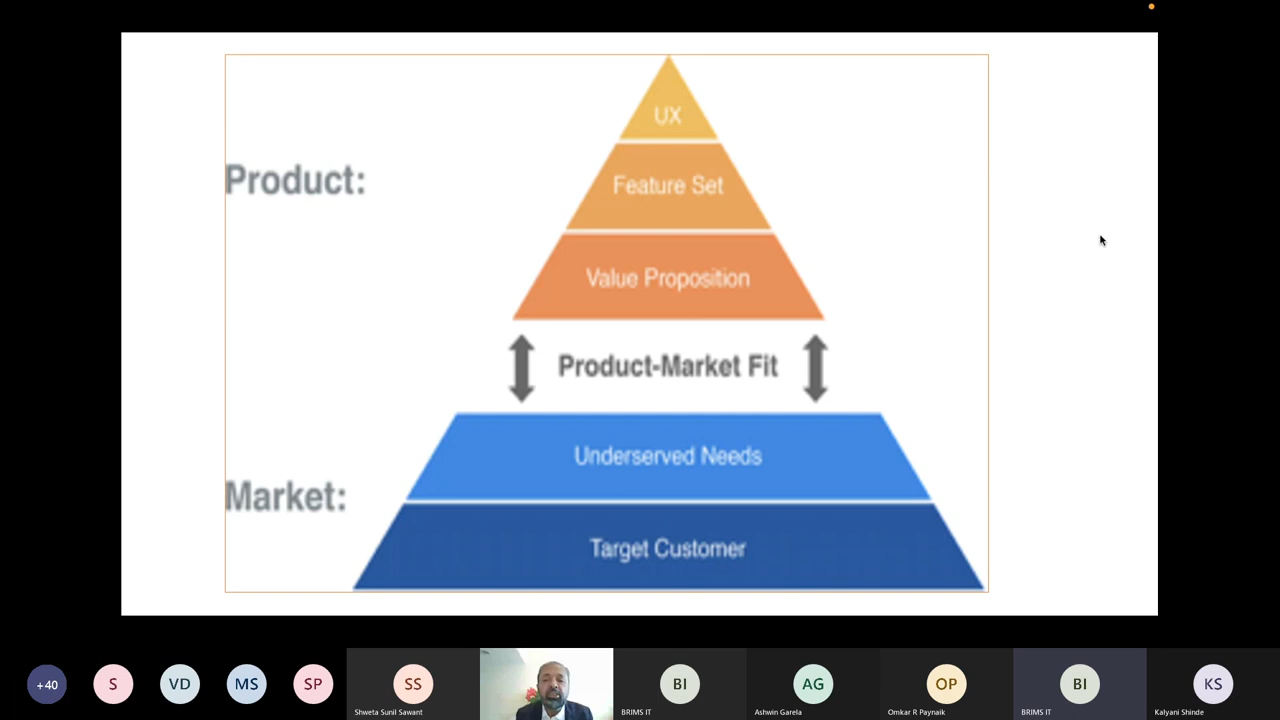 UX
Product:
Feature Set
Value Proposition
Product-Market Fit
Underserved Needs
Market:
Target Customer
+40
S
VD
MS
SP
SS
Shweta Sunil Sawant
BI
BRIMS IT
AG
Ashwin Garela
OP
Omkar R Paynaik
BI
BRIMS IT
KS
Kalyani Shinde